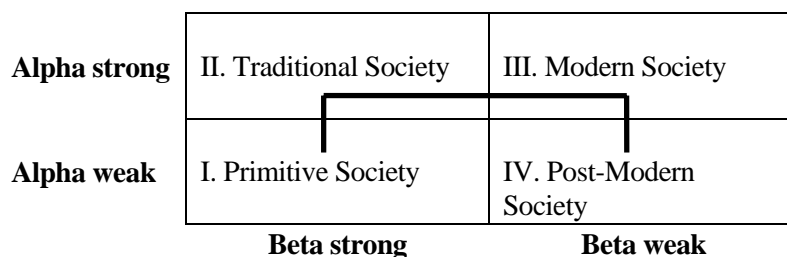 Alpha strong II. Traditional Society III. Modern Society
Alpha weak I. Primitive Society IV. Post-Modern
Society
Beta strong Beta weak